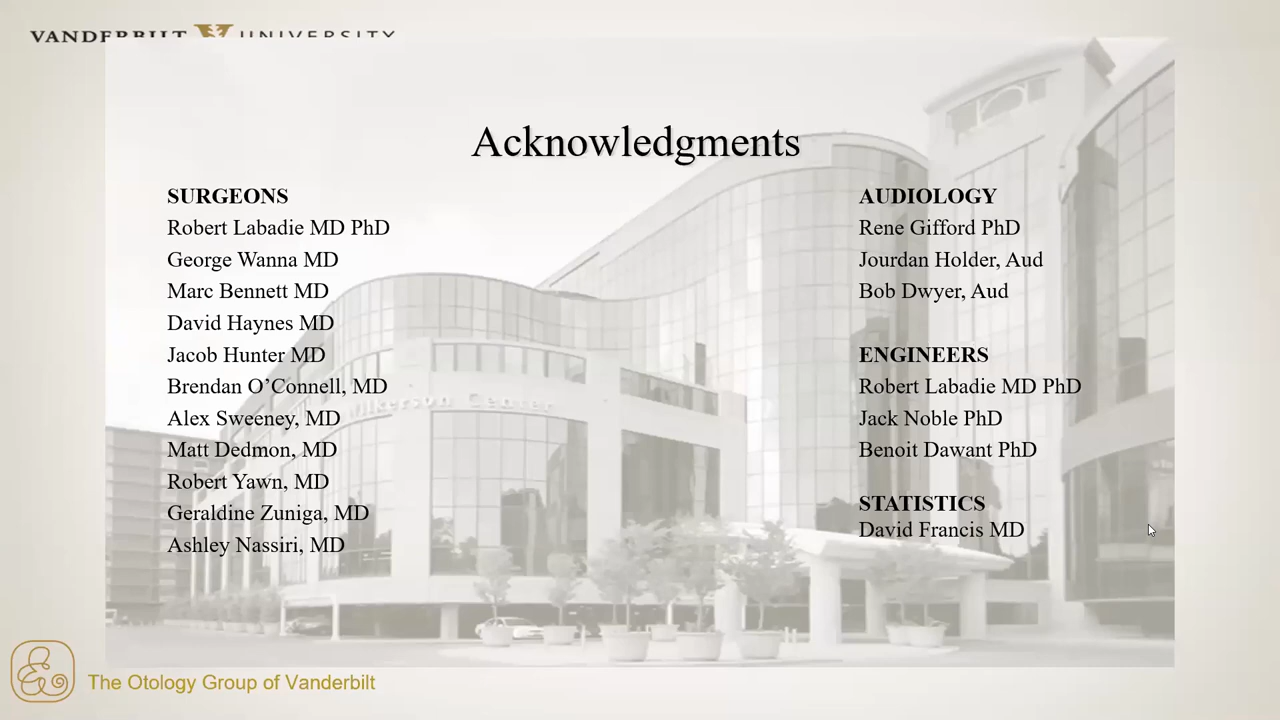 VANDERBILT UNIVERSITY
Acknowledgments
SURGEONS
Robert Labadie MD PhD
George Wanna MD
Marc Bennett MD
David Haynes MD
Jacob Hunter MD
Brendan O’Connell, MD
Alex Sweeney, MD
Matt Dedmon, MD
Robert Yawn, MD
Geraldine Zuniga, MD
Ashley Nassiri, MD
AUDIOLOGY
Rene Gifford PhD
Jourdan Holder, Aud
Bob Dwyer, Aud
ENGINEERS
Robert Labadie MD PhD
Jack Noble PhD
Benoit Dawant PhD
STATISTICS
David Francis MD
Center
The Otology Group of Vanderbilt